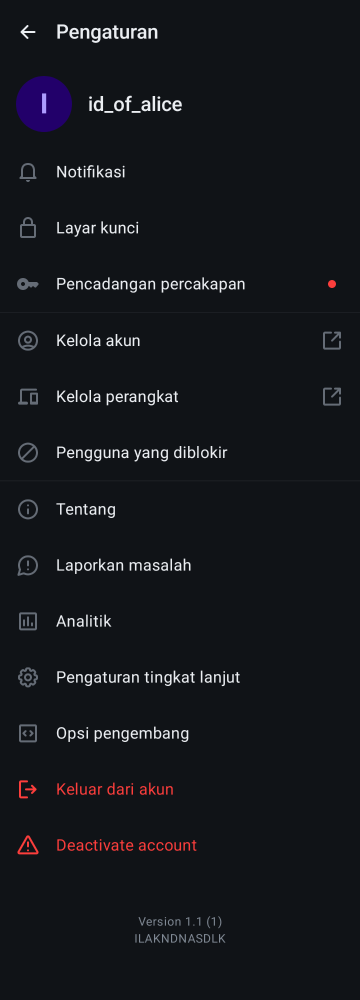 Pengaturan
I
id_of_alice
Notifikasi
Layar kunci
Pencadangan percakapan
Kelola akun
Kelola perangkat
Pengguna yang diblokir
Tentang
Laporkan masalah
Analitik
Pengaturan tingkat lanjut
Opsi pengembang
Keluar dari akun
Deactivate account
Version 1.1 (1)
ILAKNDNASDLK